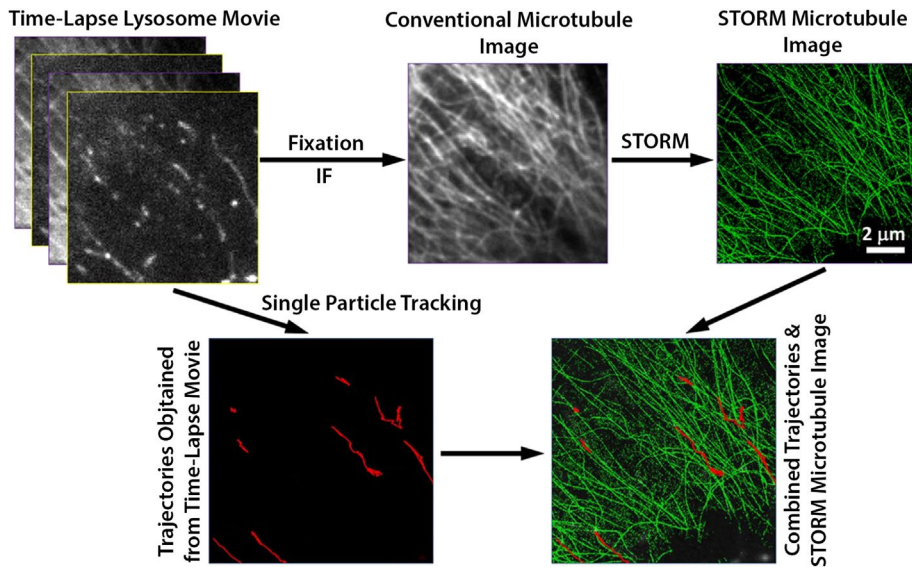 Time-Lapse Lysosome Movie
Conventional Microtubule
Image
STORM Microtubule
Image
Fixation
IF
STORM
2 μm
Single Particle Tracking
Trajectories Objtained
from Time-Lapse Movie
Combined Trajectories &
STORM Microtubule Image